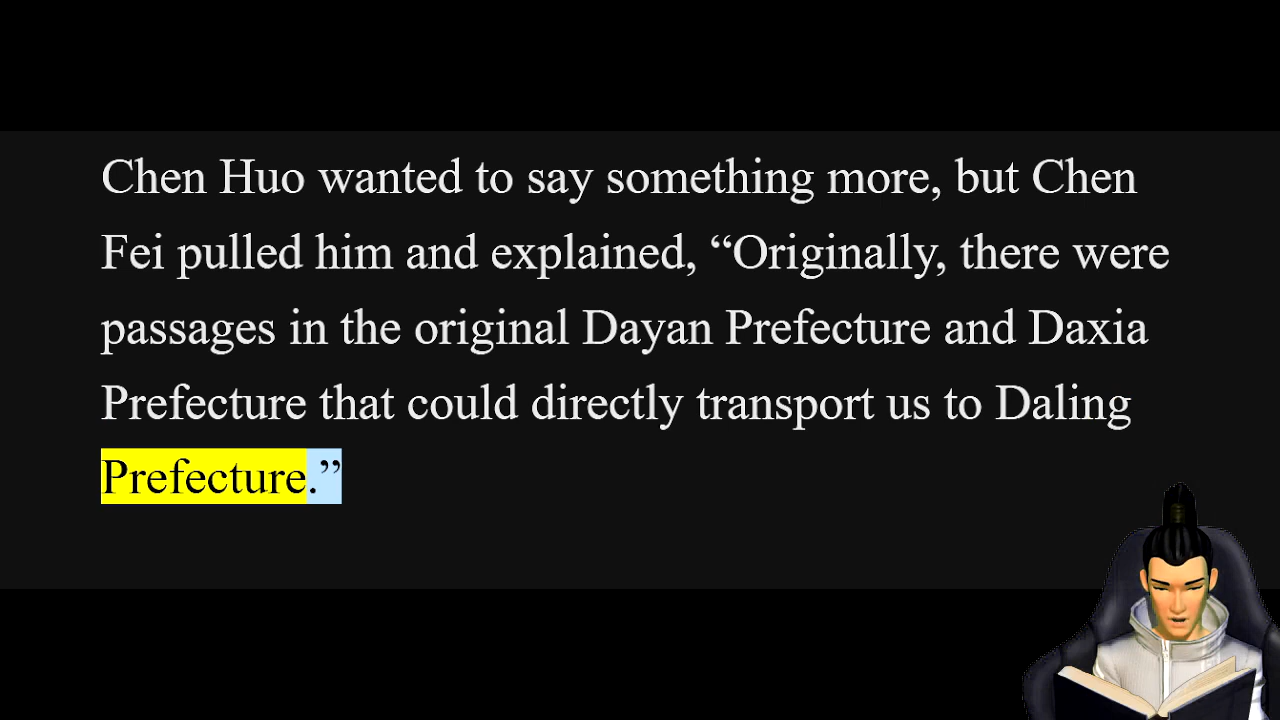 Chen Huo wanted to say something more, but Chen
Fei pulled him and explained, “Originally, there were
passages in the original Dayan Prefecture and Daxia
Prefecture that could directly transport us to Daling
Prefecture.”